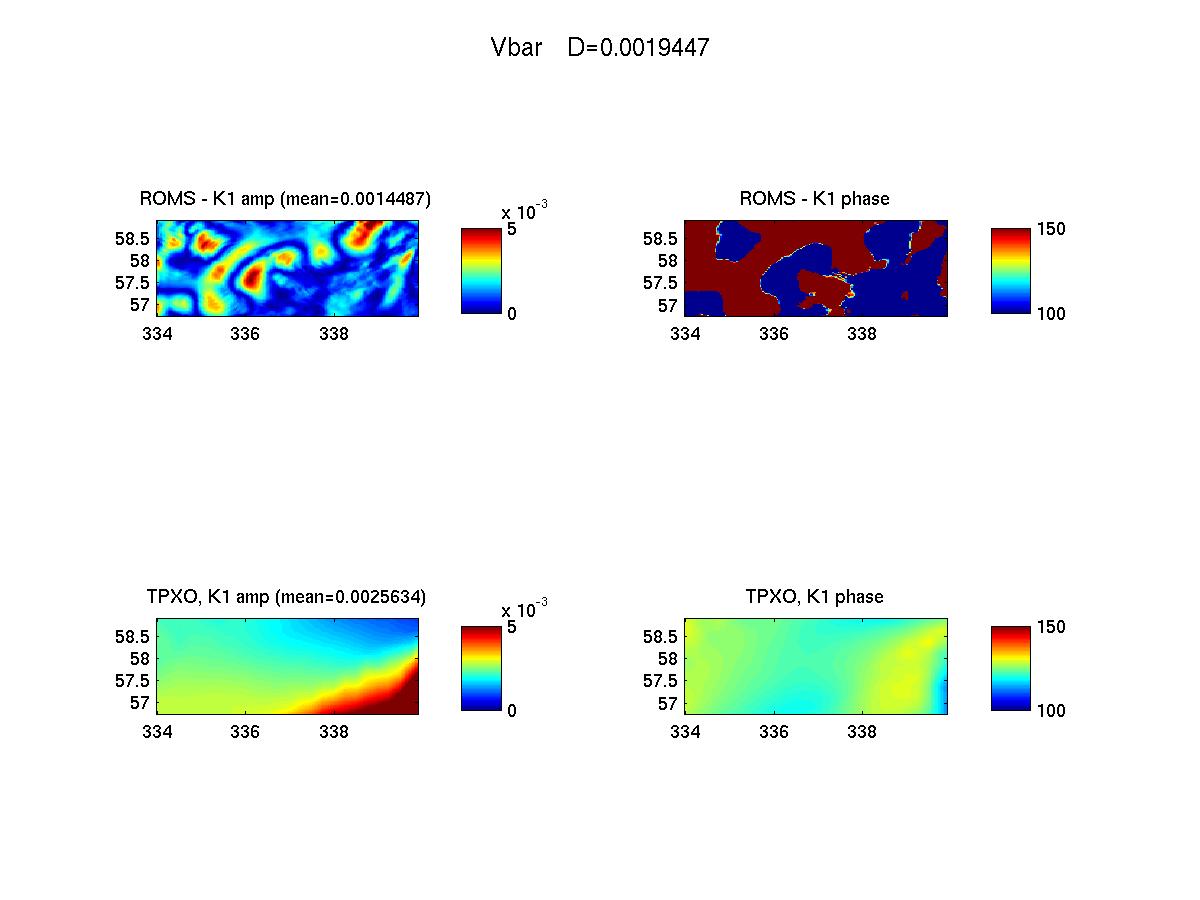 Vbar D=0.0019447
ROMS - K1 amp (mean=0.0014487)
x 10^-3
58.5
58
57.5
57
334 336 338
5
0
ROMS - K1 phase
58.5
58
57.5
57
334 336 338
150
100
TPXO, K1 amp (mean=0.0025634)
x 10^-3
58.5
58
57.5
57
334 336 338
5
0
TPXO, K1 phase
58.5
58
57.5
57
334 336 338
150
100